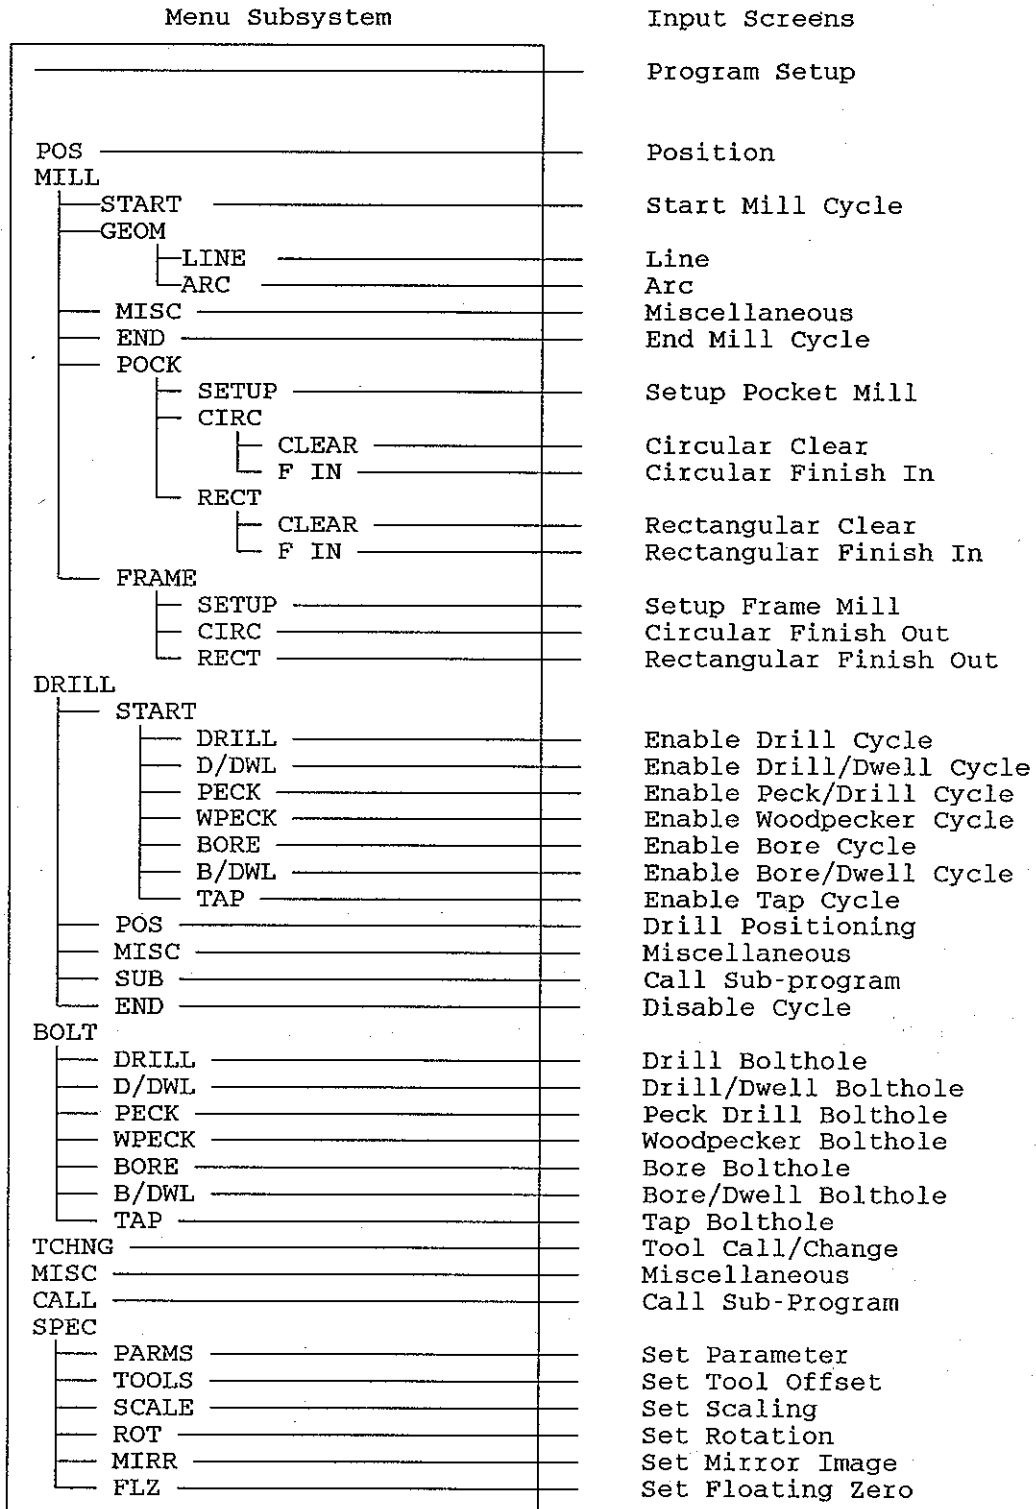 Menu Subsystem Input Screens
Program Setup
POS Position
MILL
START Start Mill Cycle
GEOM
LINE Line
ARC Arc
MISC Miscellaneous
END End Mill Cycle
POCK
SETUP Setup Pocket Mill
CIRC
CLEAR Circular Clear
F IN Circular Finish In
RECT
CLEAR Rectangular Clear
F IN Rectangular Finish In
FRAME
SETUP Setup Frame Mill
CIRC Circular Finish Out
RECT Rectangular Finish Out
DRILL
START
DRILL Enable Drill Cycle
D/DWL Enable Drill/Dwell Cycle
PECK Enable Peck/Drill Cycle
WPECK Enable Woodpecker Cycle
BORE Enable Bore Cycle
B/DWL Enable Bore/Dwell Cycle
TAP Enable Tap Cycle
POS Drill Positioning
MISC Miscellaneous
SUB Call Sub-program
END Disable Cycle
BOLT
DRILL Drill Bolthole
D/DWL Drill/Dwell Bolthole
PECK Peck Drill Bolthole
WPECK Woodpecker Bolthole
BORE Bore Bolthole
B/DWL Bore/Dwell Bolthole
TAP Tap Bolthole
TCHNG Tool Call/Change
MISC Miscellaneous
CALL Call Sub-Program
SPEC
PARMS Set Parameter
TOOLS Set Tool Offset
SCALE Set Scaling
ROT Set Rotation
MIRR Set Mirror Image
FLZ Set Floating Zero